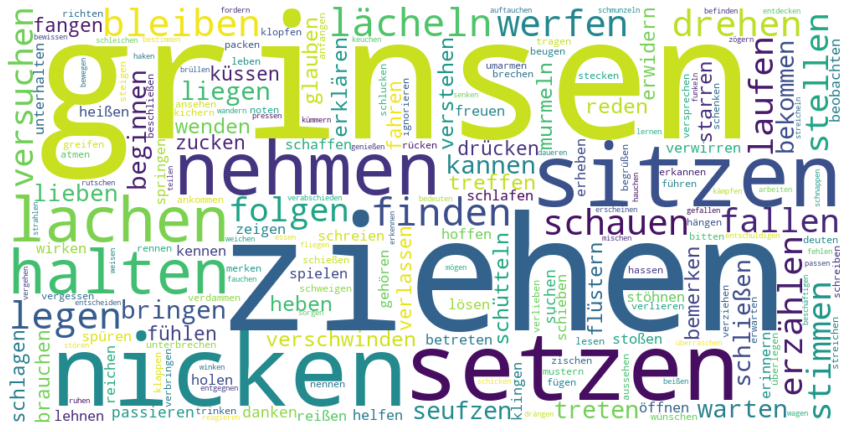 fordern auftauchen schmunzeln befinden entdecken
richten bleiben lächeln werfen drehen
fangen klopfen anfangen keuchen tragen zögern
bewissen schleichen bestimmen haken packen umarmen beugen
versuchen unterhalten grinsen glauben erklären verstehen erwidern laufen stellen
steigen leben brechen stecken versprechen bekommen beobachten
bewegen brüllen ansehen küssen schlucken ignorieren freuen murmeln reden starren funkeln schenken streicheln
heißen beginnen beschließen kichern liegen fahren
greifen wandern noten wenden kümmern lernen
atmen zucken pressen schaffen genießen rücken drücken verwirren
springen nehmen kannen dauern erheben begrüßen sitzen
rutschen teilen treffen schlafen hauchen erkannen führen kämpfen arbeiten schnappen
lieben ankommen verabschieden bedeuten erscheinen gefallen
strahlen lachen folgen finden schauen hängen fallen
zeigen weichen essen erkennen hoffen mischen bitten entschuldigen
wirken rennen weisen kennen schreien fliegen flüstern deuten fehlen
halten merken schießen ziehen hassen passen
vergehen fauchen spielen gehören verlassen schütteln suchen stöhnen bemerken erzählen schreiben
vergessen entscheiden verdammen schweigen mögen verlieben schieben verlieren verziehen erwarten beschäftigen
legen bringen heben sorgen lösen schließen streichen
schlagen spüren fühlen verschwinden betreten lesen stoßen überraschen erinnern überlegen stimmen
brauchen stören unterbrechen nicken setzen zischen aussehen
reichen klappen verbringen winken holen entgegnen nennen klingen mustern fügen schicken beißen
ruhen trinken reagieren drängen wünschen wagen
lehnen passieren danken reißen helfen seufzen treten öffnen warten
senken